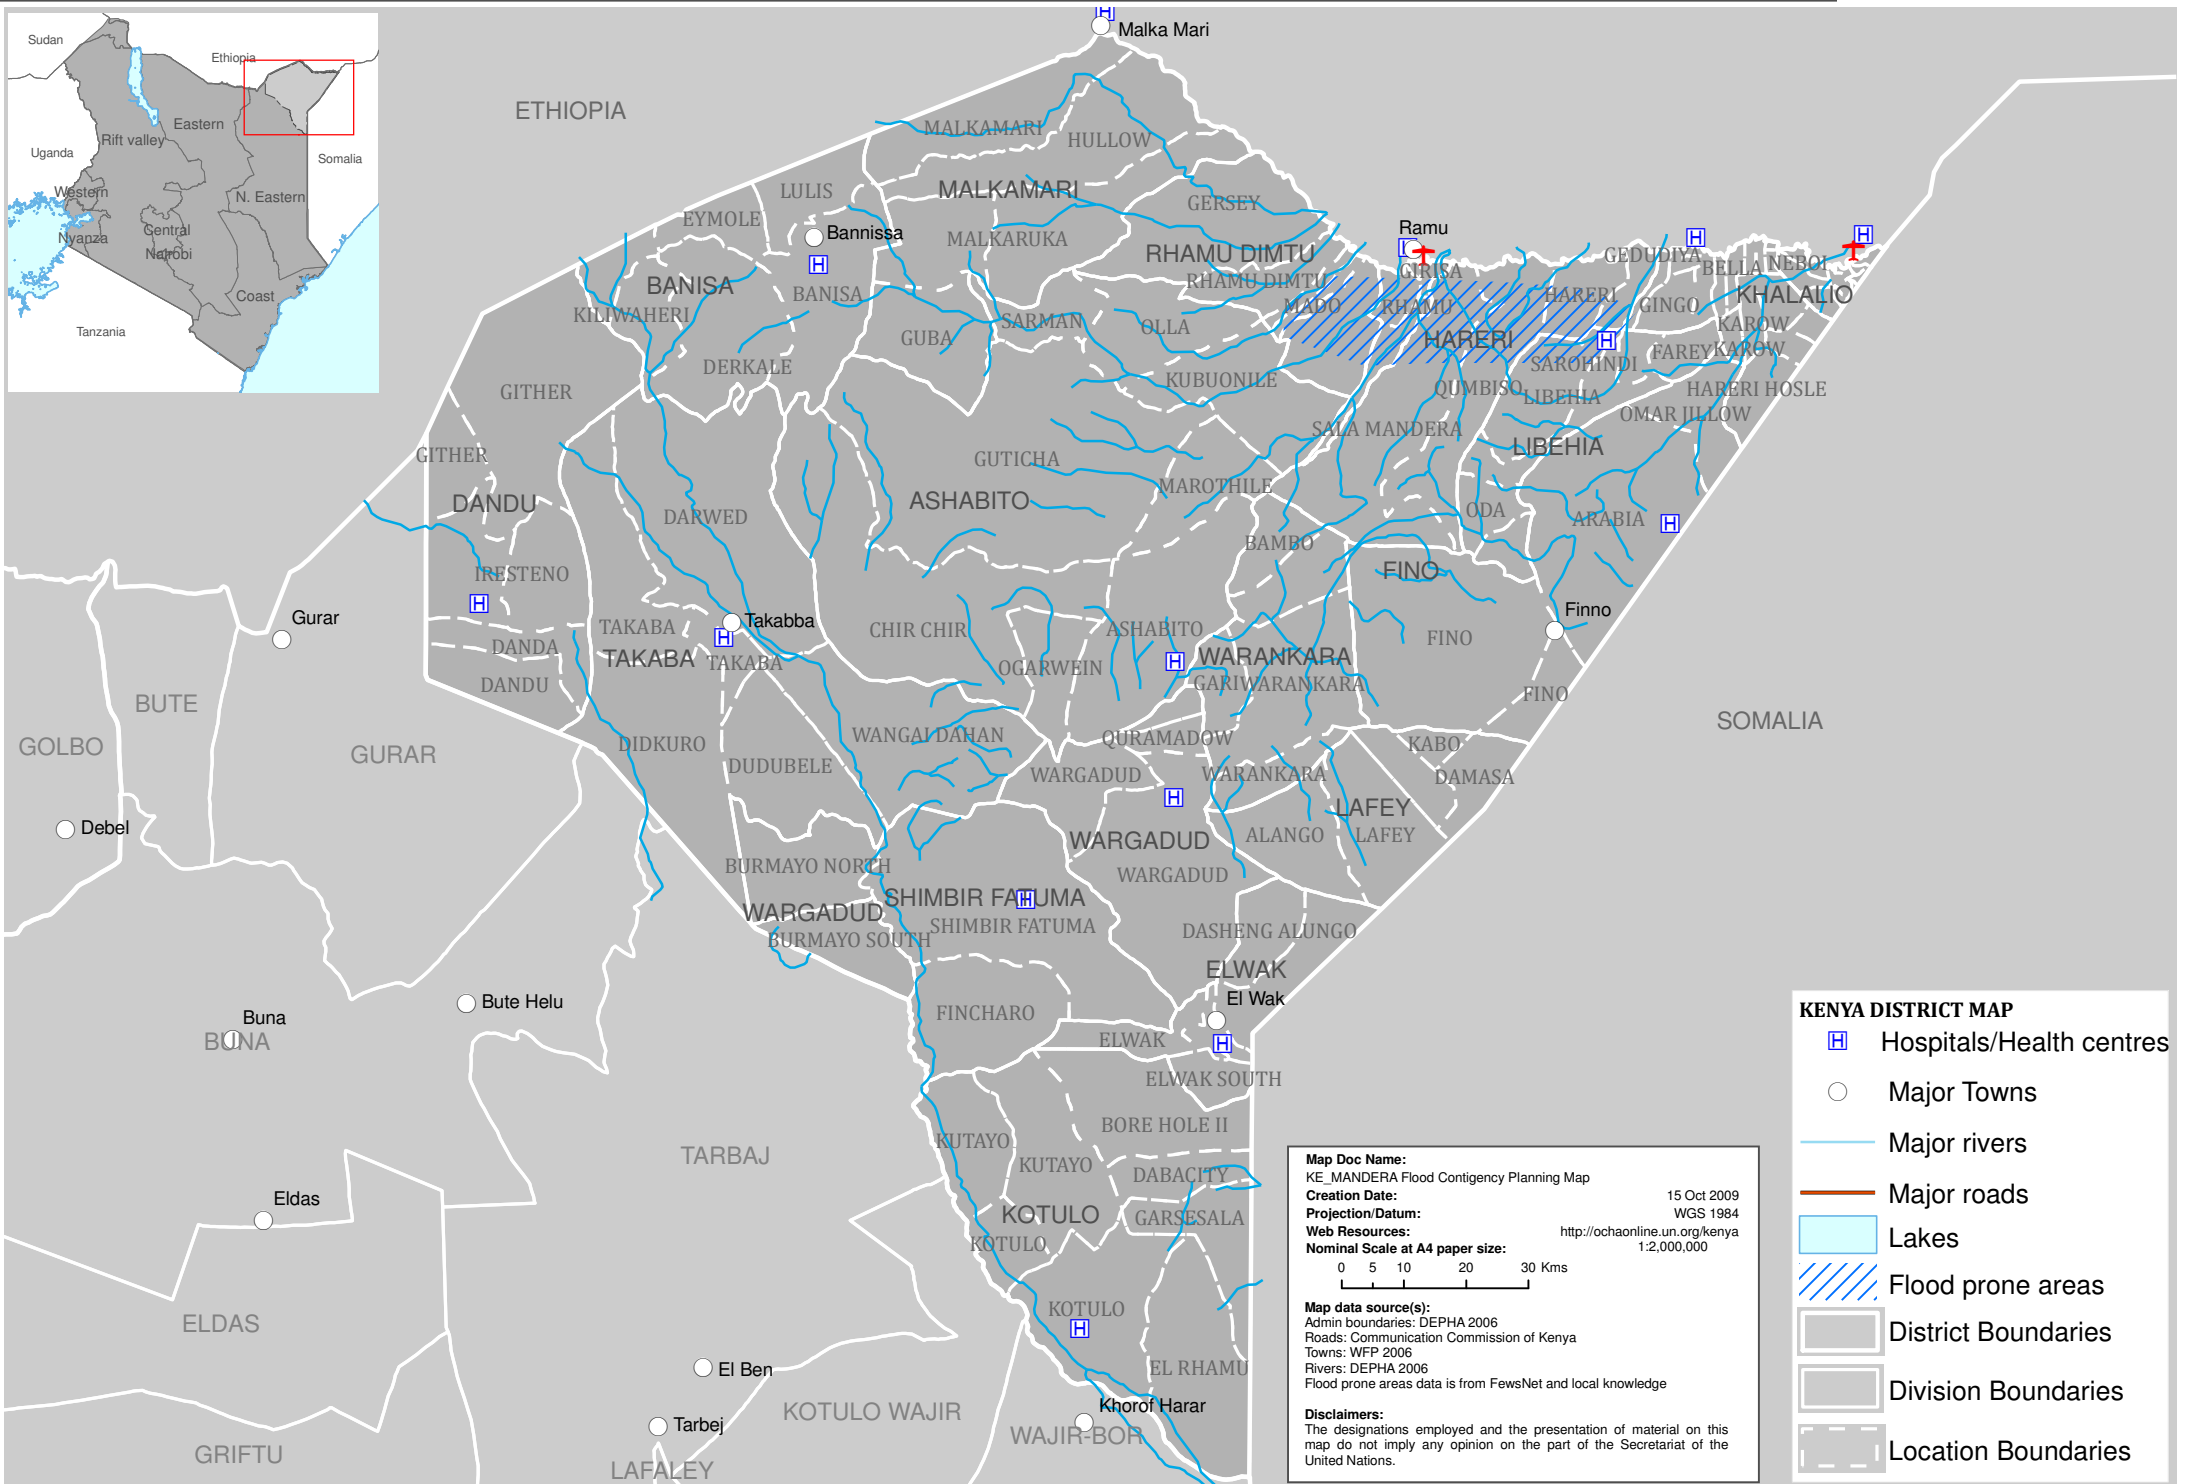 Malka Mari
Sudan
Ethiopia
Eastern
Rift valley
Uganda
Somalia
Western
N. Eastern
Nyanza
Central
Nairobi
Coast
Tanzania
ETHIOPIA
MALKAMARI
HULLOW
LULIS
MALKAMARI
EYMOLE
GERSEY
Bannissa
MALKARUKA
Ramu
RHAMU DIMTU
GEDUDIYA
BELLA
NEBOI
GIRISA
BANISA
BANISA
RHAMU DIMTU
MADO
RHAMU
HARERI
GINGO
KHALALIO
KILIWAHERI
GUBA
SARMAN
OLLA
HARERI
KAROW
FAREY
KAROW
DERKALE
SAROHINDI
GITHER
KUBUONILE
QUMBISO
LIBEHIA
HARERI HOSLE
OMAR JILLOW
SALA MANDERA
LIBEHIA
GITHER
GUTICHA
MAROTHILE
DANDU
ASHABITO
DARWED
ODA
ARABIA
BAMBO
IRESTENO
FINO
Gurar
Takabba
Finno
TAKABA
CHIR CHIR
ASHABITO
FINO
DANDA
TAKABA
TAKABA
OGARWEIN
WARANKARA
DANDU
GARIWARANKARA
FINO
BUTE
SOMALIA
GOLBO
GURAR
DIDKURO
WANGAI DAHAN
QURAMADOW
KABO
DUDUBELE
WARGADUD
WARANKARA
DAMASA
LAFEY
Debel
WARGADUD
ALANGO
LAFEY
BURMAYO NORTH
WARGADUD
SHIMBIR FATUMA
WARGADUD
SHIMBIR FATUMA
BURMAYO SOUTH
DASHENG ALUNGO
ELWAK
El Wak
Bute Helu
Buna
BUNA
FINCHARO
ELWAK
ELWAK SOUTH
BORE HOLE II
KUTAYO
TARBAJ
KUTAYO
DABACITY
Eldas
KOTULO
GARSESALA
KOTULO
KOTULO
ELDAS
El Ben
EL RHAMU
KOTULO WAJIR
Khorof Harar
Tarbej
WAJIR-BOR
GRIFTU
LAFALEY
KENYA DISTRICT MAP
H Hospitals/Health centres
Major Towns
Major rivers
Major roads
Lakes
Flood prone areas
District Boundaries
Division Boundaries
Location Boundaries
Map Doc Name:
KE_MANDERA Flood Contigency Planning Map
Creation Date: 15 Oct 2009
Projection/Datum: WGS 1984
Web Resources: http://ochaonline.un.org/kenya
Nominal Scale at A4 paper size: 1:2,000,000
0 5 10 20 30 Kms
Map data source(s):
Admin boundaries: DEPHA 2006
Roads: Communication Commission of Kenya
Towns: WFP 2006
Rivers: DEPHA 2006
Flood prone areas data is from FewsNet and local knowledge
Disclaimers:
The designations employed and the presentation of material on this
map do not imply any opinion on the part of the Secretariat of the
United Nations.